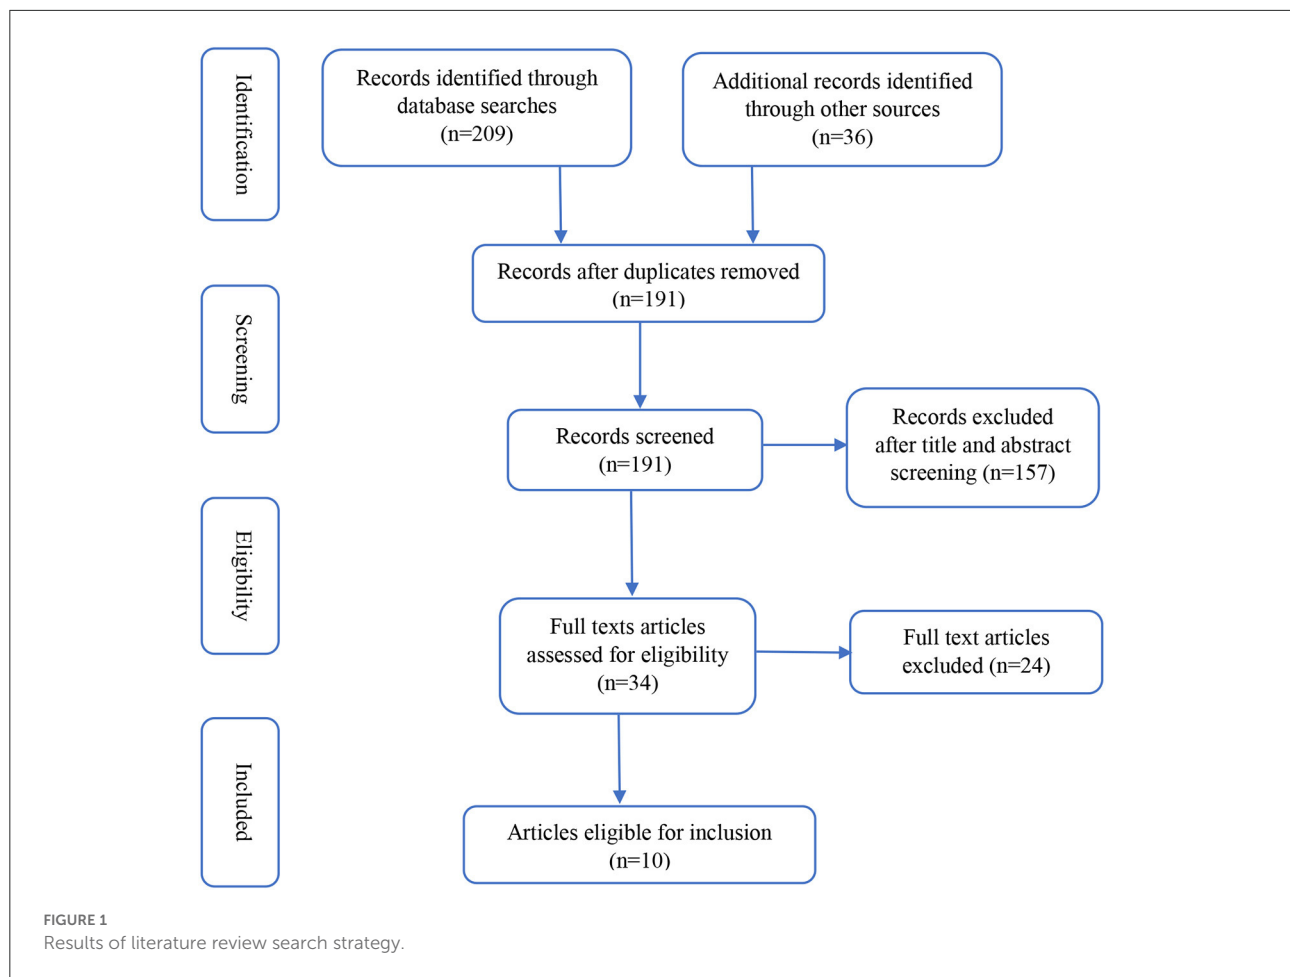 Identification
Records identified through
database searches
(n=209)
Additional records identified
through other sources
(n=36)
Records after duplicates removed
(n=191)
Screening
Records screened
(n=191)
Records excluded
after title and abstract
screening (n=157)
Eligibility
Full texts articles
assessed for eligibility
(n=34)
Full text articles
excluded (n=24)
Included
Articles eligible for inclusion
(n=10)
FIGURE 1
Results of literature review search strategy.